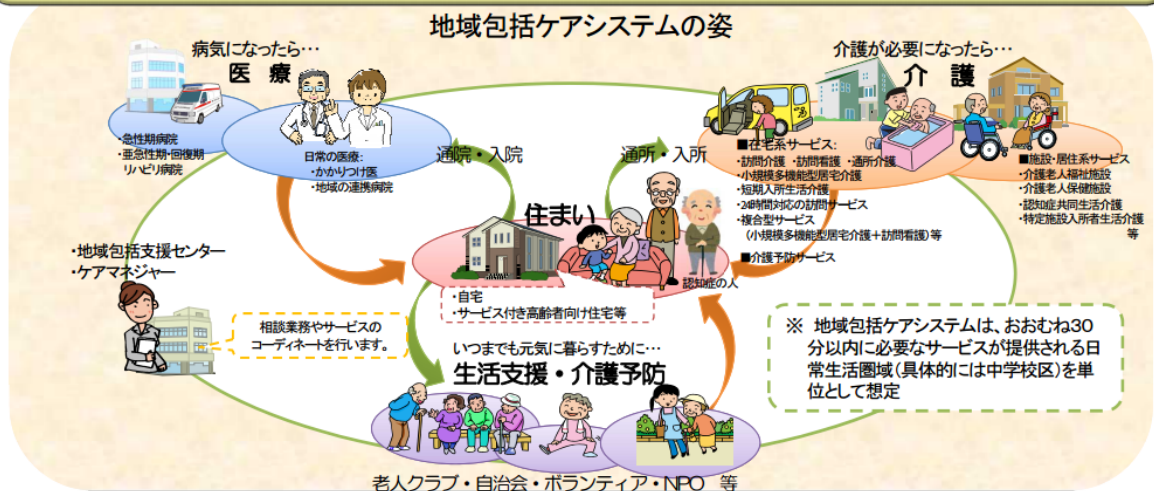 地域包括ケアシステムの姿
病気になったら…
医 療
・急性期病院
・亜急性期・回復期
リハビリ病院
日常の医療:
・かかりつけ医
・地域の連携病院
通院・入院
通所・入所
介護が必要になったら…
介 護
■在宅系サービス:
・訪問介護 ・訪問看護 ・通所介護
・小規模多機能型居宅介護
・短期入所生活介護
・24時間対応の訪問サービス
・複合型サービス
(小規模多機能型居宅介護+訪問看護)等
■介護予防サービス
■施設・居住系サービス
・介護老人福祉施設
・介護老人保健施設
・認知症共同生活介護
・特定施設入所者生活介護
等
住まい
認知症の人
・自宅
・サービス付き高齢者向け住宅等
・地域包括支援センター
・ケアマネジャー
相談業務やサービスの
コーディネートを行います。
いつまでも元気に暮らすために…
生活支援・介護予防
老人クラブ・自治会・ボランティア・NPO 等
※ 地域包括ケアシステムは、おおむね30
分以内に必要なサービスが提供される日
常生活圏域(具体的には中学校区)を単
位として想定